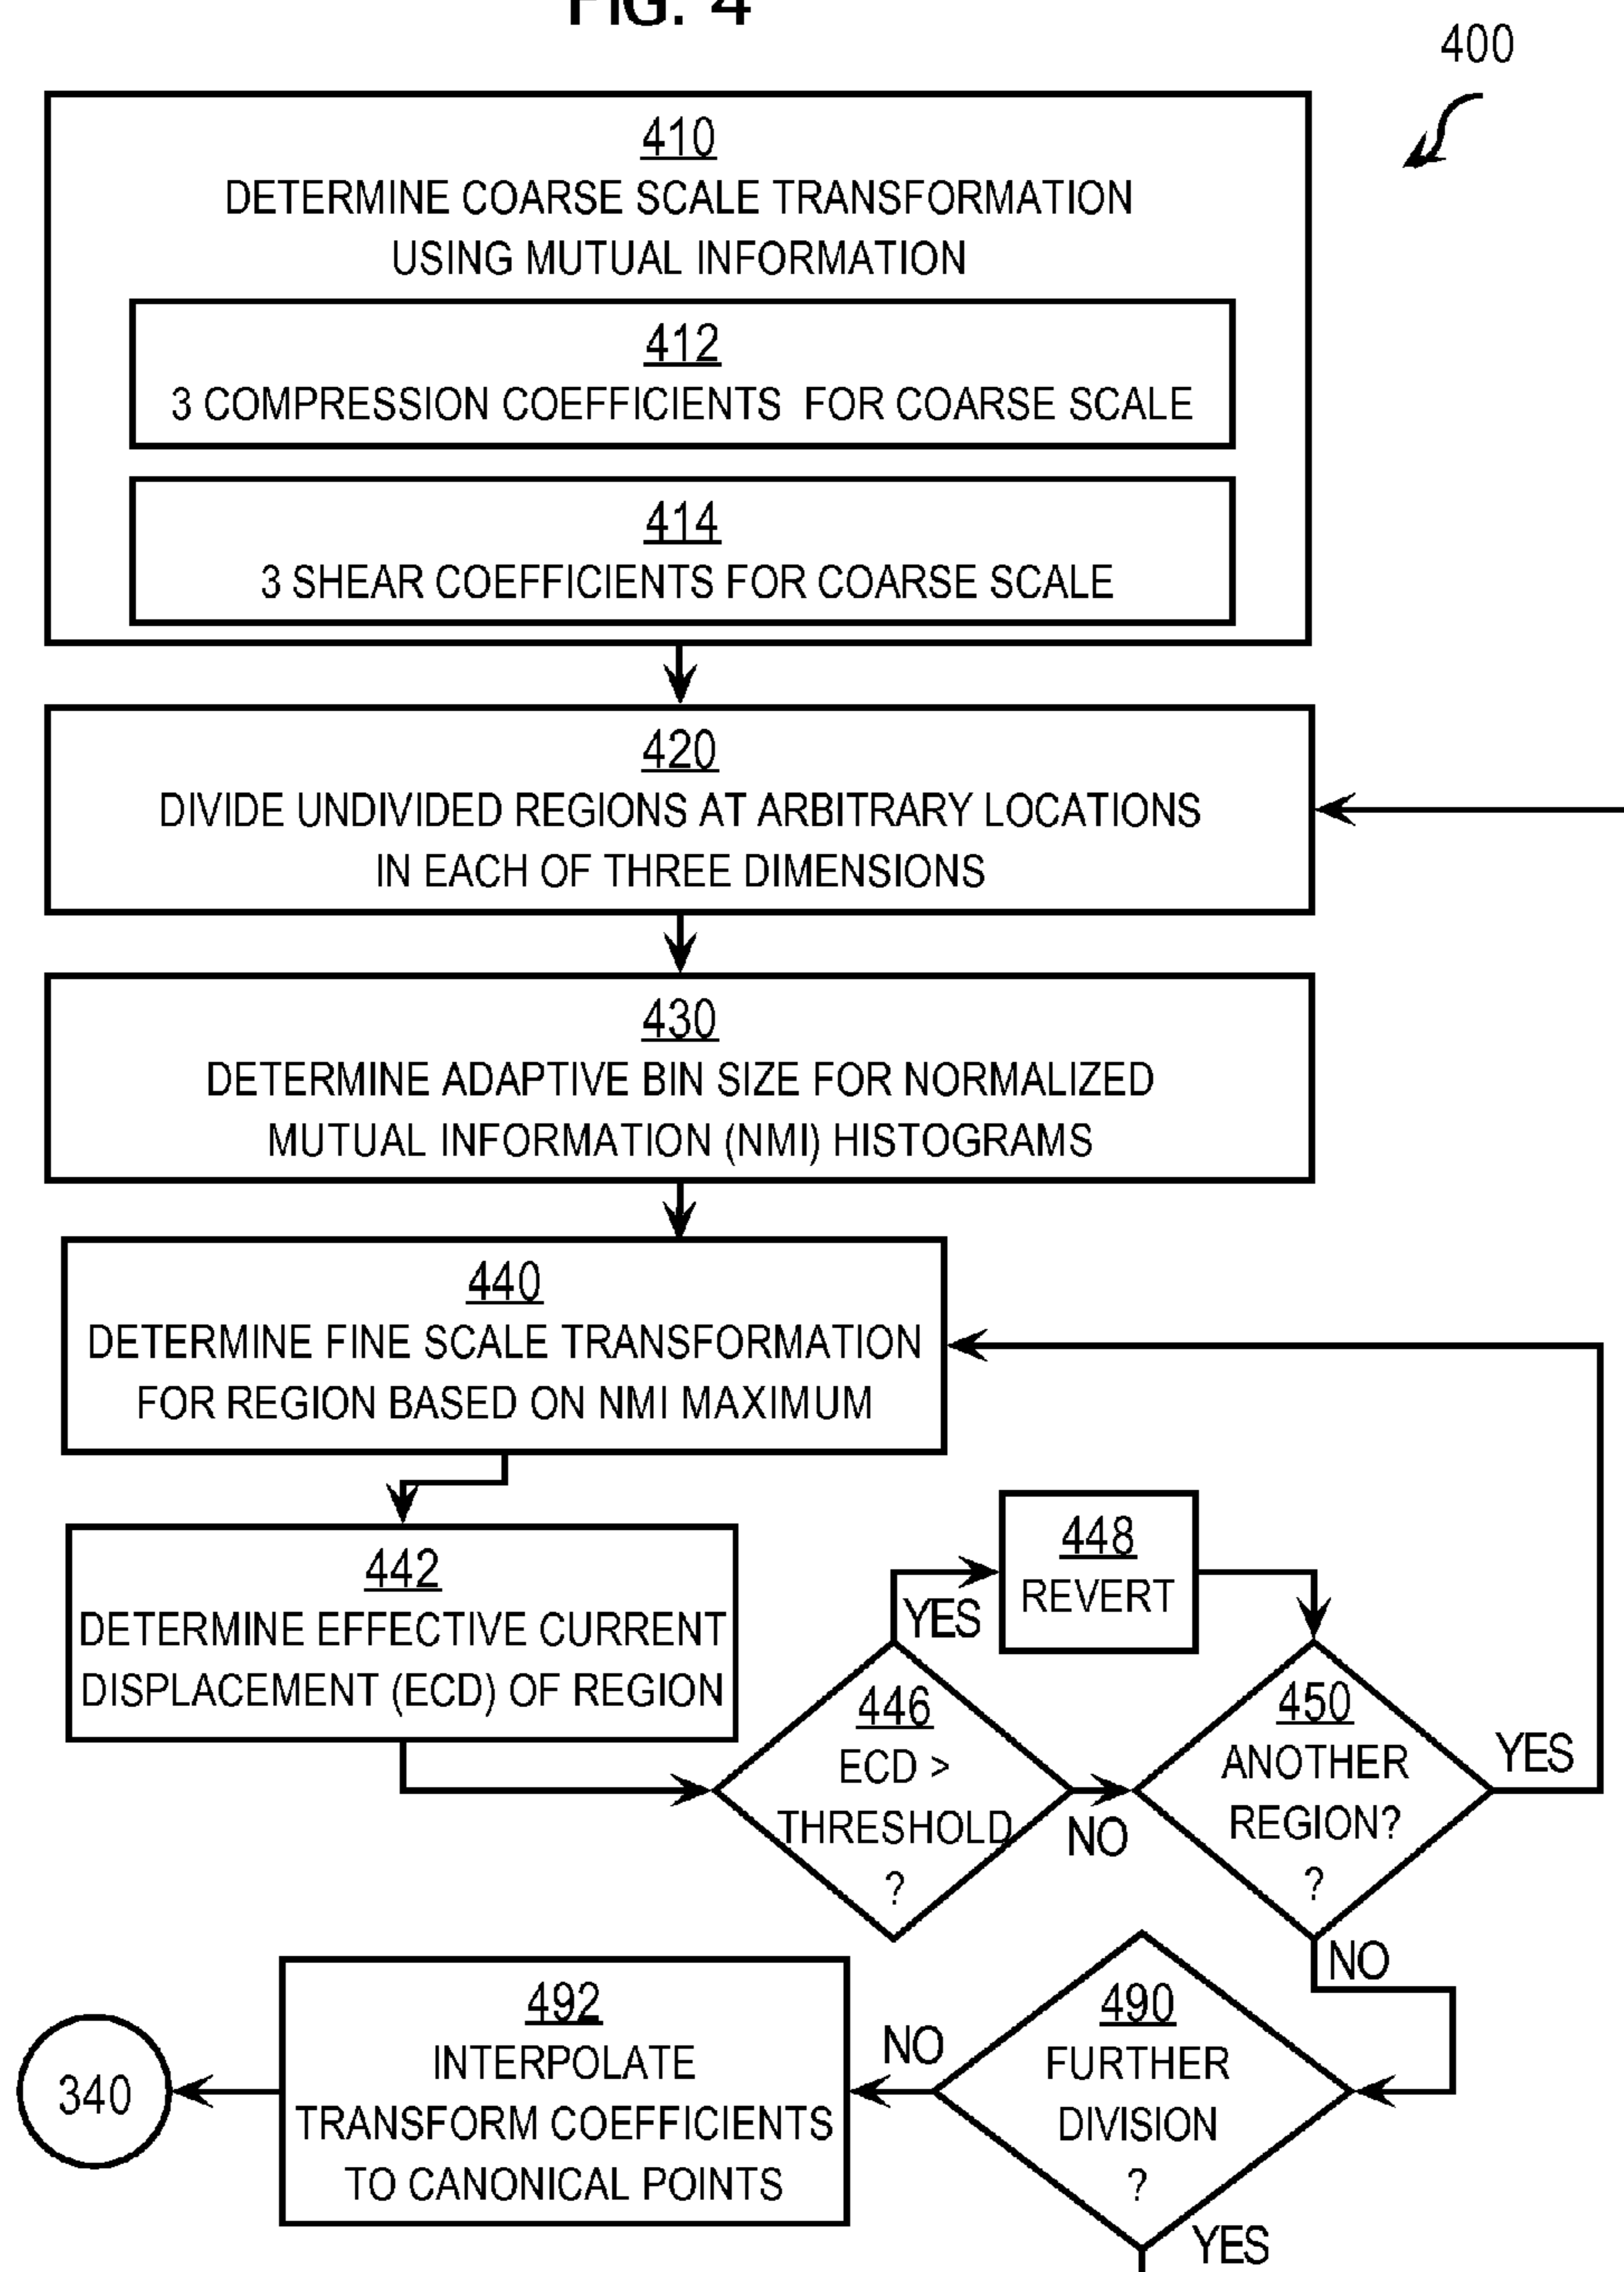 FIG. 4
400
410
DETERMINE COARSE SCALE TRANSFORMATION
USING MUTUAL INFORMATION
412
3 COMPRESSION COEFFICIENTS FOR COARSE SCALE
414
3 SHEAR COEFFICIENTS FOR COARSE SCALE
420
DIVIDE UNDIVIDED REGIONS AT ARBITRARY LOCATIONS
IN EACH OF THREE DIMENSIONS
430
DETERMINE ADAPTIVE BIN SIZE FOR NORMALIZED
MUTUAL INFORMATION (NMI) HISTOGRAMS
440
DETERMINE FINE SCALE TRANSFORMATION
FOR REGION BASED ON NMI MAXIMUM
442
DETERMINE EFFECTIVE CURRENT
DISPLACEMENT (ECD) OF REGION
446
ECD >
THRESHOLD
?
YES
448
REVERT
NO
450
ANOTHER
REGION?
?
YES
NO
490
FURTHER
DIVISION
?
NO
YES
492
INTERPOLATE
TRANSFORM COEFFICIENTS
TO CANONICAL POINTS
340